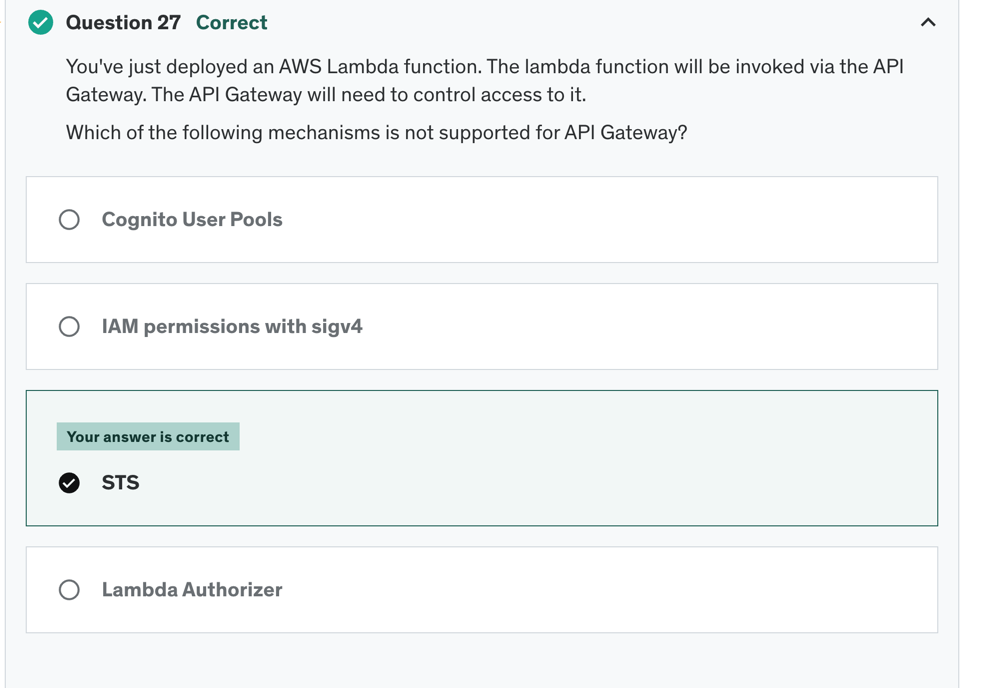 Question 27 Correct
You've just deployed an AWS Lambda function. The lambda function will be invoked via the API
Gateway. The API Gateway will need to control access to it.
Which of the following mechanisms is not supported for API Gateway?
Cognito User Pools
IAM permissions with sigv4
Your answer is correct
STS
Lambda Authorizer